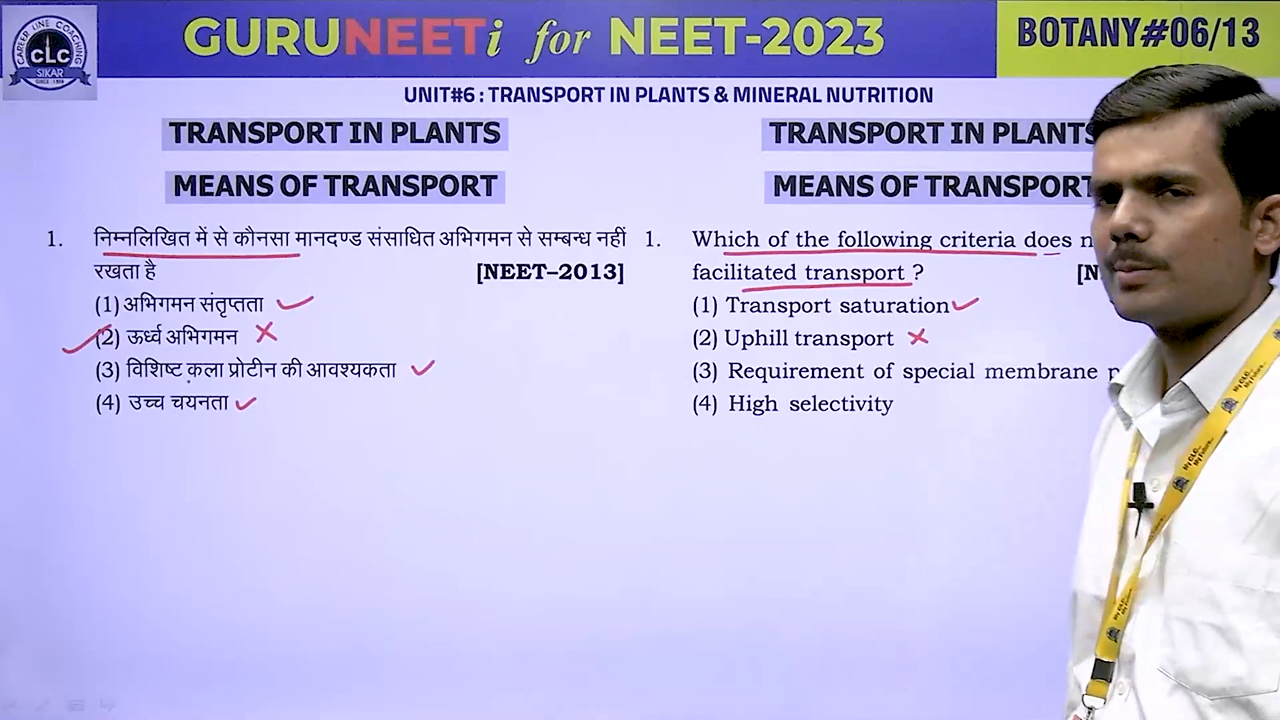 CAREER LINE COACHING
CLC
SIKAR
SINCE 1996
GURUNEETi for NEET-2023
BOTANY#06/13
UNIT#6 : TRANSPORT IN PLANTS & MINERAL NUTRITION
TRANSPORT IN PLANTS
MEANS OF TRANSPORT
1. निम्नलिखित में से कौनसा मानदण्ड संसाधित अभिगमन से सम्बन्ध नहीं
रखता है [NEET–2013]
(1) अभिगमन संतृप्तता
(2) ऊर्ध्व अभिगमन
(3) विशिष्ट कला प्रोटीन की आवश्यकता
(4) उच्च चयनता
TRANSPORT IN PLANTS
MEANS OF TRANSPORT
1. Which of the following criteria does n
facilitated transport ? [N
(1) Transport saturation
(2) Uphill transport
(3) Requirement of special membrane p
(4) High selectivity